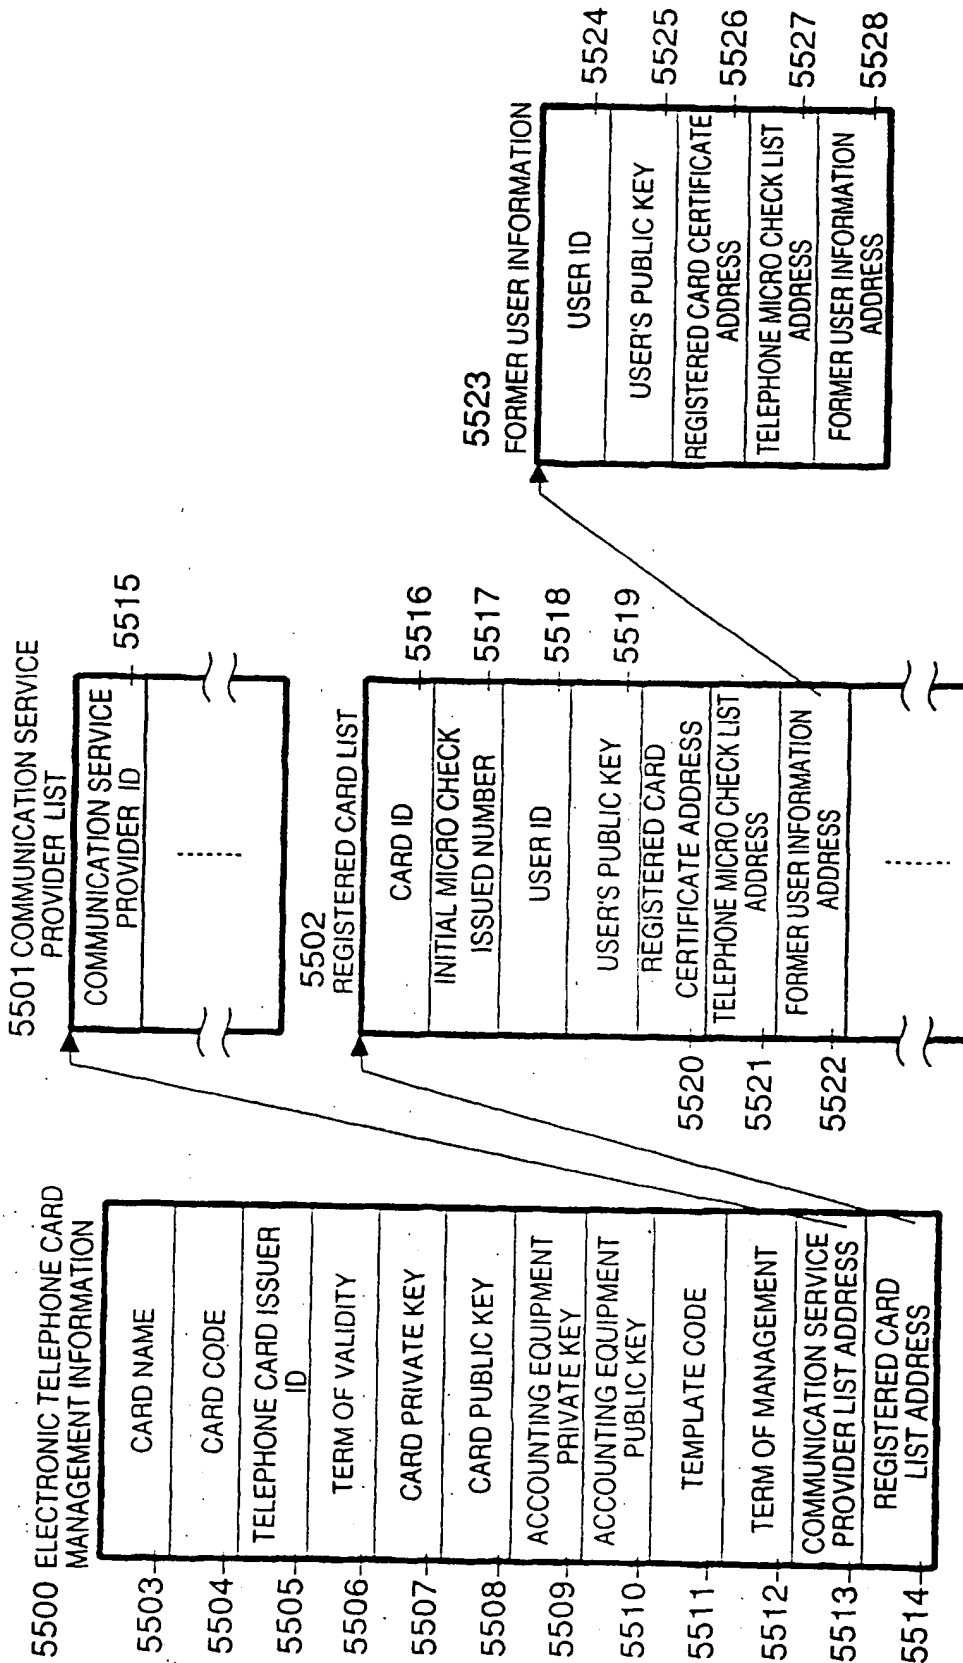 5500 ELECTRONIC TELEPHONE CARD
MANAGEMENT INFORMATION
5503
CARD NAME
5504
CARD CODE
5505
TELEPHONE CARD ISSUER
ID
5506
TERM OF VALIDITY
5507
CARD PRIVATE KEY
5508
CARD PUBLIC KEY
5509
ACCOUNTING EQUIPMENT
PRIVATE KEY
5510
ACCOUNTING EQUIPMENT
PUBLIC KEY
5511
TEMPLATE CODE
5512
TERM OF MANAGEMENT
5513
COMMUNICATION SERVICE
PROVIDER LIST ADDRESS
5514
REGISTERED CARD
LIST ADDRESS
5501 COMMUNICATION SERVICE
PROVIDER LIST
COMMUNICATION SERVICE
PROVIDER ID
5515
5502
REGISTERED CARD LIST
CARD ID
5516
INITIAL MICRO CHECK
ISSUED NUMBER
5517
USER ID
5518
USER'S PUBLIC KEY
5519
REGISTERED CARD
CERTIFICATE ADDRESS
5520
TELEPHONE MICRO CHECK LIST
ADDRESS
5521
FORMER USER INFORMATION
ADDRESS
5522
5523
FORMER USER INFORMATION
USER ID
5524
USER'S PUBLIC KEY
5525
REGISTERED CARD CERTIFICATE
ADDRESS
5526
TELEPHONE MICRO CHECK LIST
ADDRESS
5527
FORMER USER INFORMATION
ADDRESS
5528